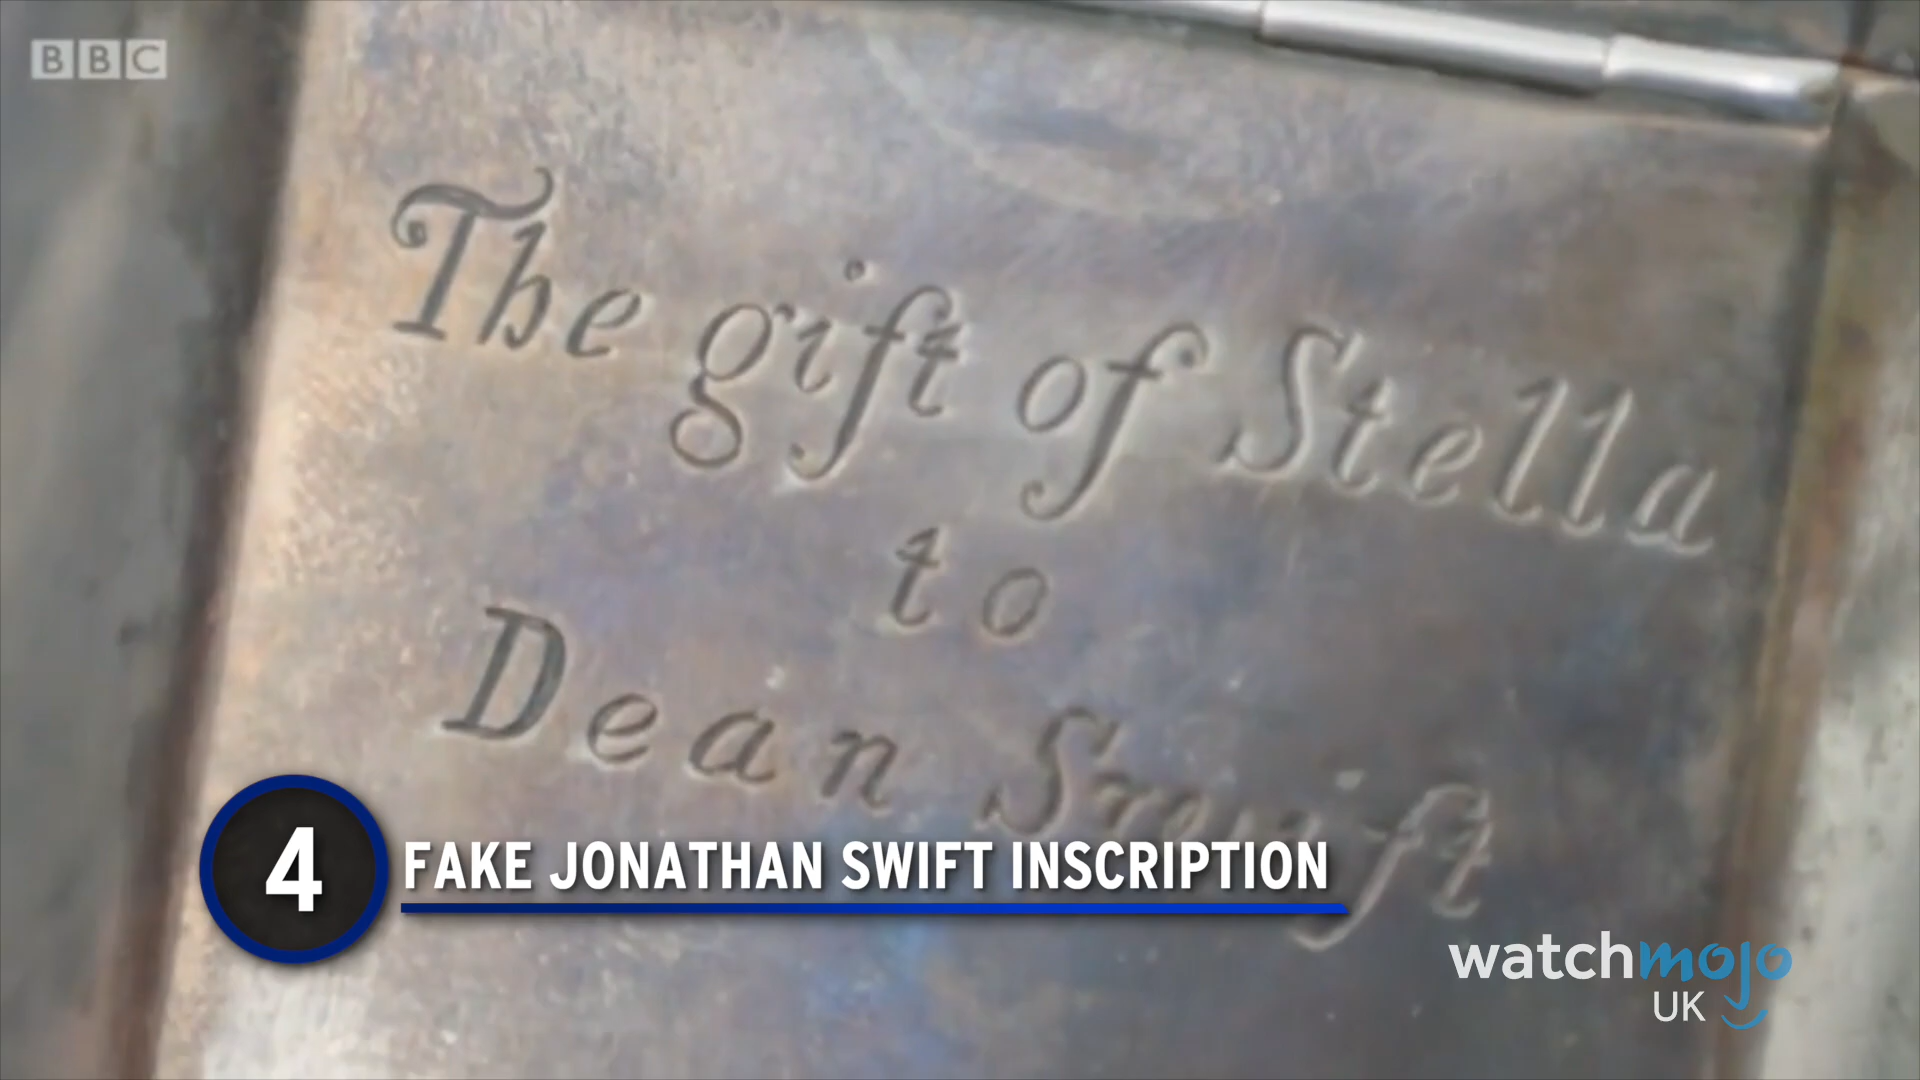 BBC
The gift of Stella
to
Dean Swift
4
FAKE JONATHAN SWIFT INSCRIPTION
watchmojo
UK